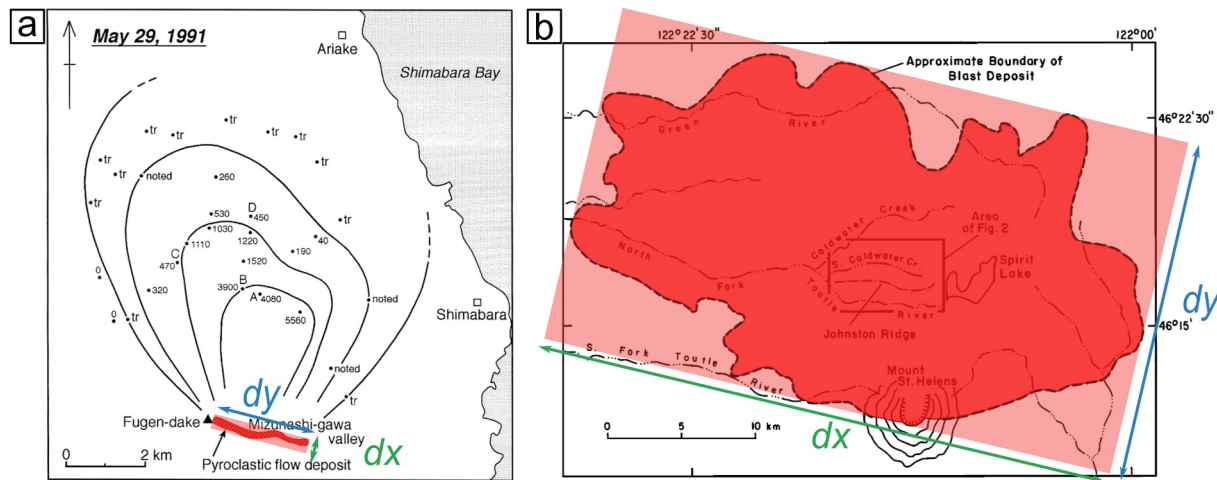 a
May 29, 1991
Ariake
Shimabara Bay
tr
tr
tr
tr
tr
tr
tr
tr
tr
noted
260
tr
530
D
450
tr
1030
1220
40
C
1110
190
470
1520
0
320
B
3900
A
4080
noted
5560
Shimabara
0
tr
noted
tr
dy
Fugen-dake
Mizunashi-gawa
valley
dx
0 2 km
Pyroclastic flow deposit
b
122° 22' 30"
122° 00'
Approximate Boundary of
Blast Deposit
46° 22' 30"
Green River
Coldwater Creek
Area
of Fig. 2
North Fork Toutle River
S. Coldwater Cr.
Spirit
Lake
Johnston Ridge
46° 15'
dy
S. Fork Toutle River
Mount
St. Helens
0 5 10 km
dx